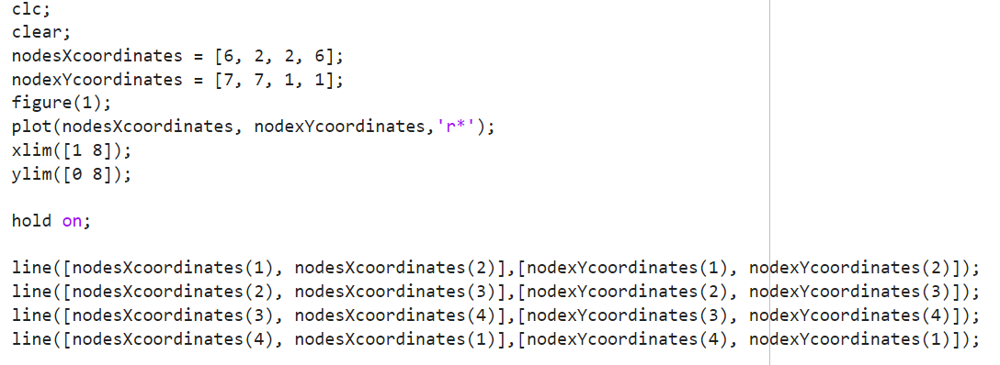 clc;
clear;
nodesXcoordinates = [6, 2, 2, 6];
nodexYcoordinates = [7, 7, 1, 1];
figure(1);
plot(nodesXcoordinates, nodexYcoordinates,'r*');
xlim([1 8]);
ylim([0 8]);
hold on;
line([nodesXcoordinates(1), nodesXcoordinates(2)],[nodexYcoordinates(1), nodexYcoordinates(2)]);
line([nodesXcoordinates(2), nodesXcoordinates(3)],[nodexYcoordinates(2), nodexYcoordinates(3)]);
line([nodesXcoordinates(3), nodesXcoordinates(4)],[nodexYcoordinates(3), nodexYcoordinates(4)]);
line([nodesXcoordinates(4), nodesXcoordinates(1)],[nodexYcoordinates(4), nodexYcoordinates(1)]);